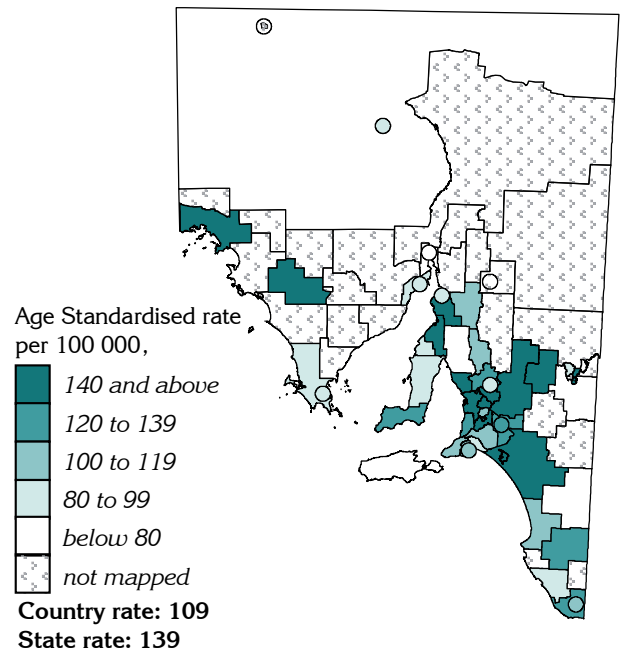 Age Standardised rate
per 100 000,
140 and above
120 to 139
100 to 119
80 to 99
below 80
not mapped
Country rate: 109
State rate: 139